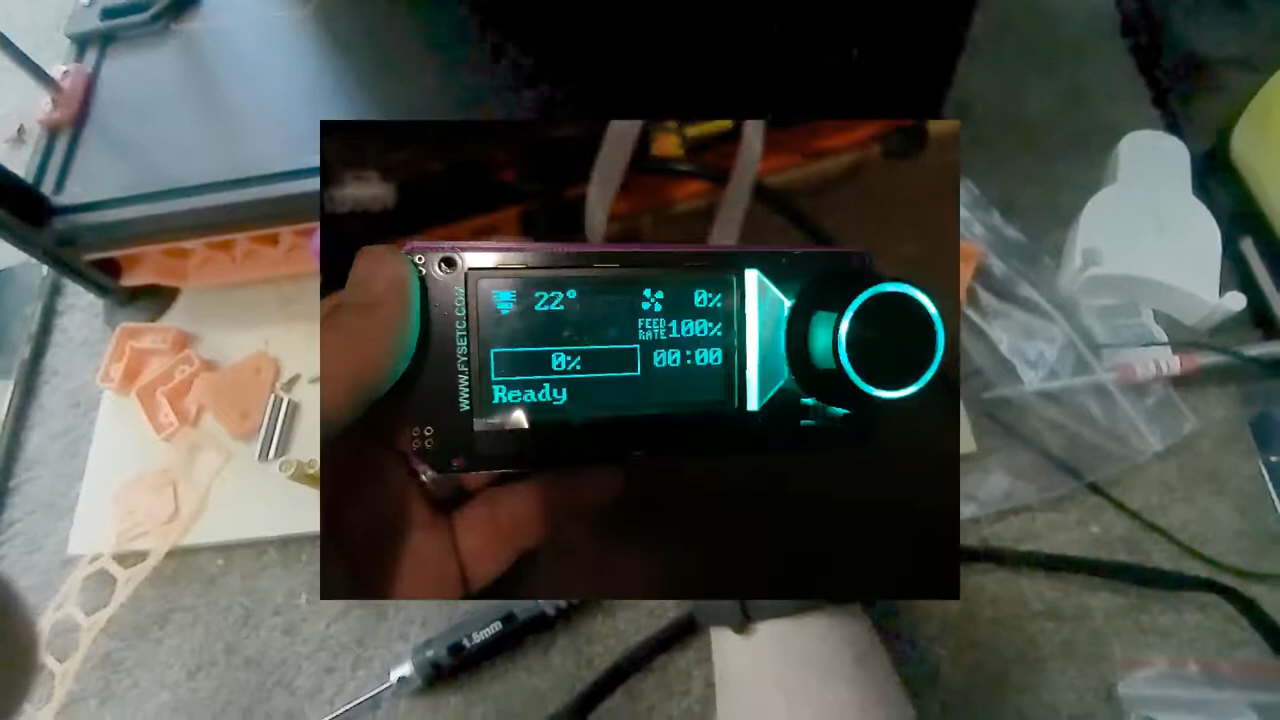 WWW.FYSETC.COM
22° 0%
FEED
RATE 100%
0% 00:00
Ready
1.5mm